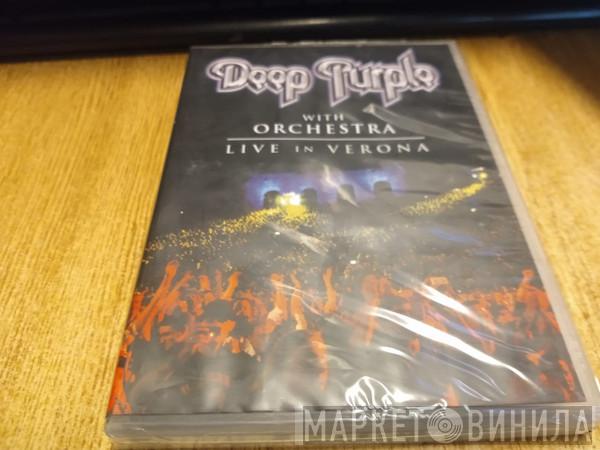 Deep Purple
WITH
ORCHESTRA
LIVE IN VERONA
МАРКЕТ ВИНИЛА